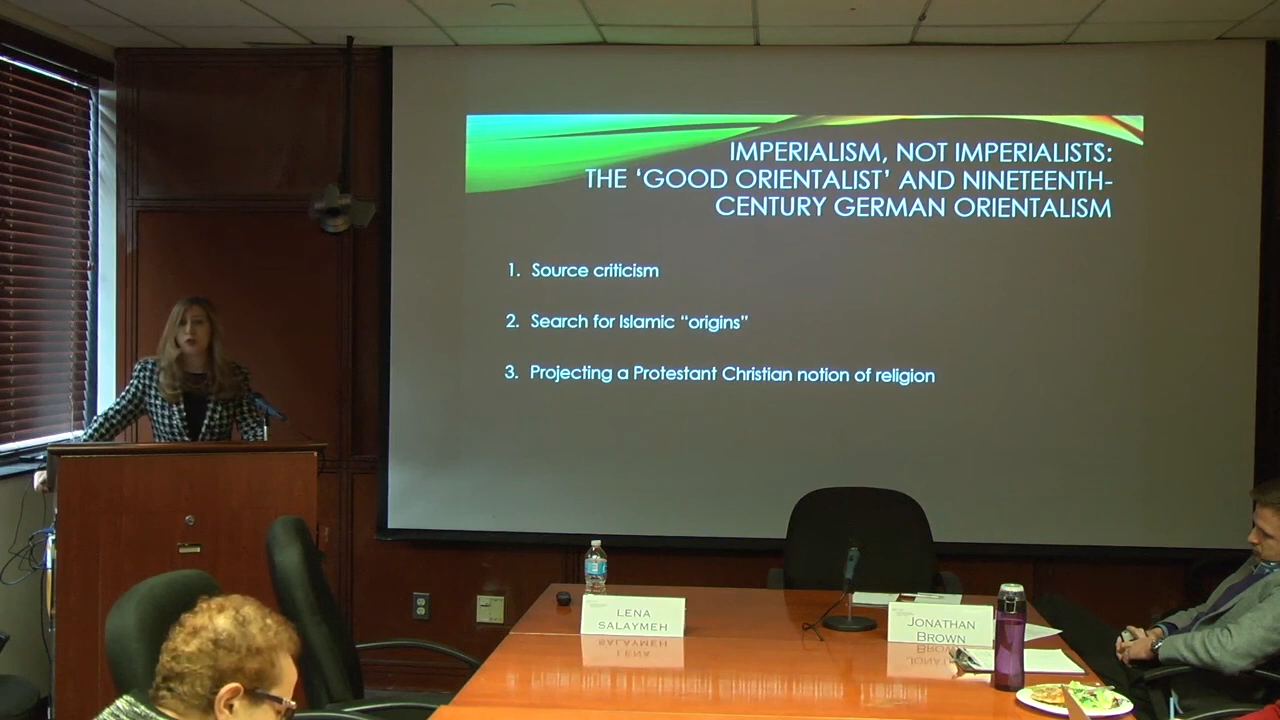 IMPERIALISM, NOT IMPERIALISTS:
THE ‘GOOD ORIENTALIST’ AND NINETEENTH-
CENTURY GERMAN ORIENTALISM
1. Source criticism
2. Search for Islamic “origins”
3. Projecting a Protestant Christian notion of religion
LENA
SALAYMEH
JONATHAN
BROWN